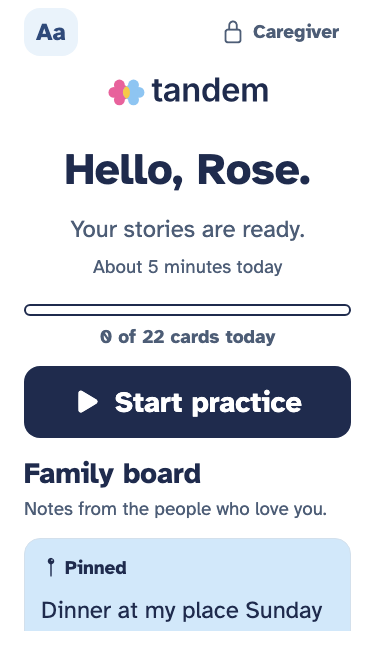 Aa
Caregiver
tandem
Hello, Rose.
Your stories are ready.
About 5 minutes today
0 of 22 cards today
Start practice
Family board
Notes from the people who love you.
Pinned
Dinner at my place Sunday